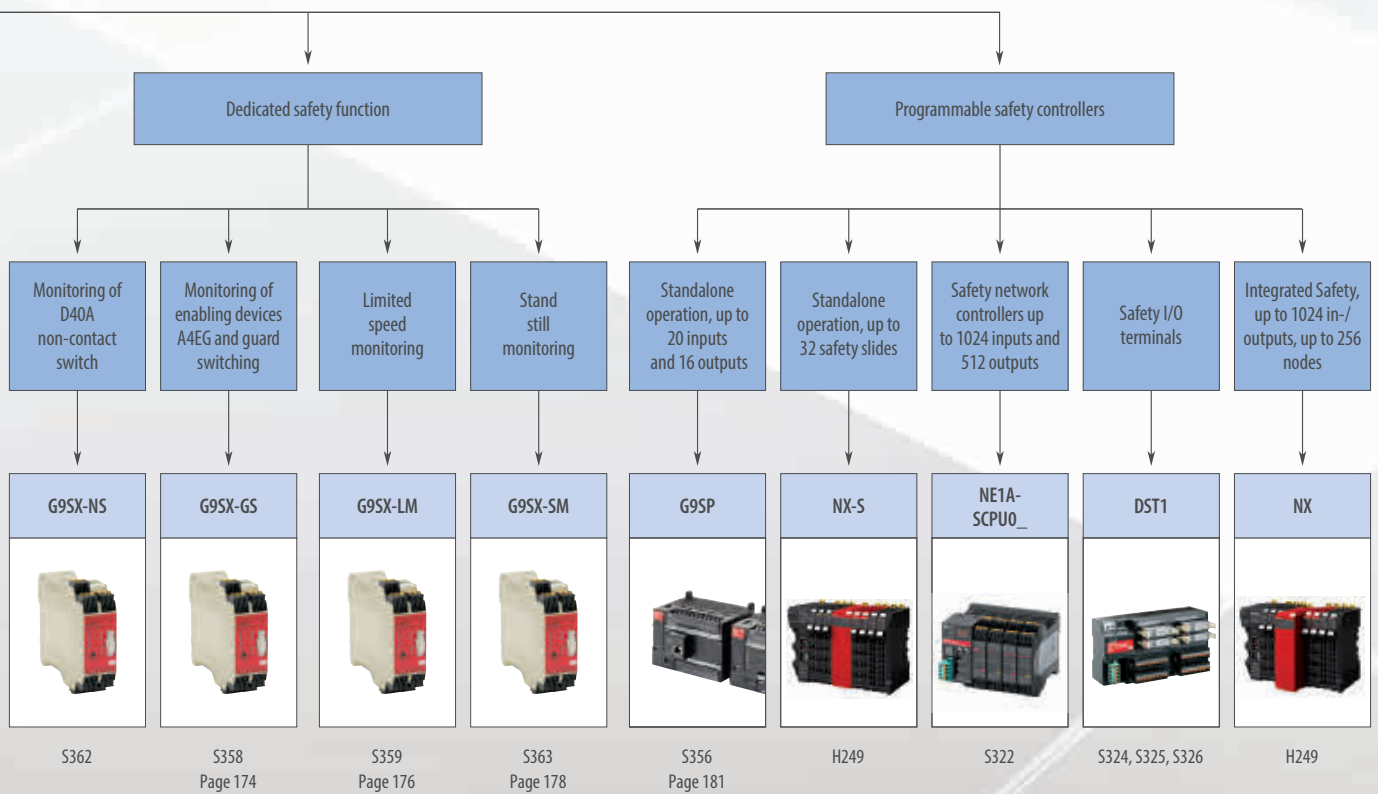 Dedicated safety function
Programmable safety controllers
Monitoring of
D40A
non-contact
switch
Monitoring of
enabling devices
A4EG and guard
switching
Limited
speed
monitoring
Stand
still
monitoring
Standalone
operation, up to
20 inputs
and 16 outputs
Standalone
operation, up to
32 safety slides
Safety network
controllers up
to 1024 inputs and
512 outputs
Safety I/O
terminals
Integrated Safety,
up to 1024 in-/
outputs, up to 256
nodes
G9SX-NS
G9SX-GS
G9SX-LM
G9SX-SM
G9SP
NX-S
NE1A-
SCPU0_
DST1
NX
S362
S358
Page 174
S359
Page 176
S363
Page 178
S356
Page 181
H249
S322
S324, S325, S326
H249